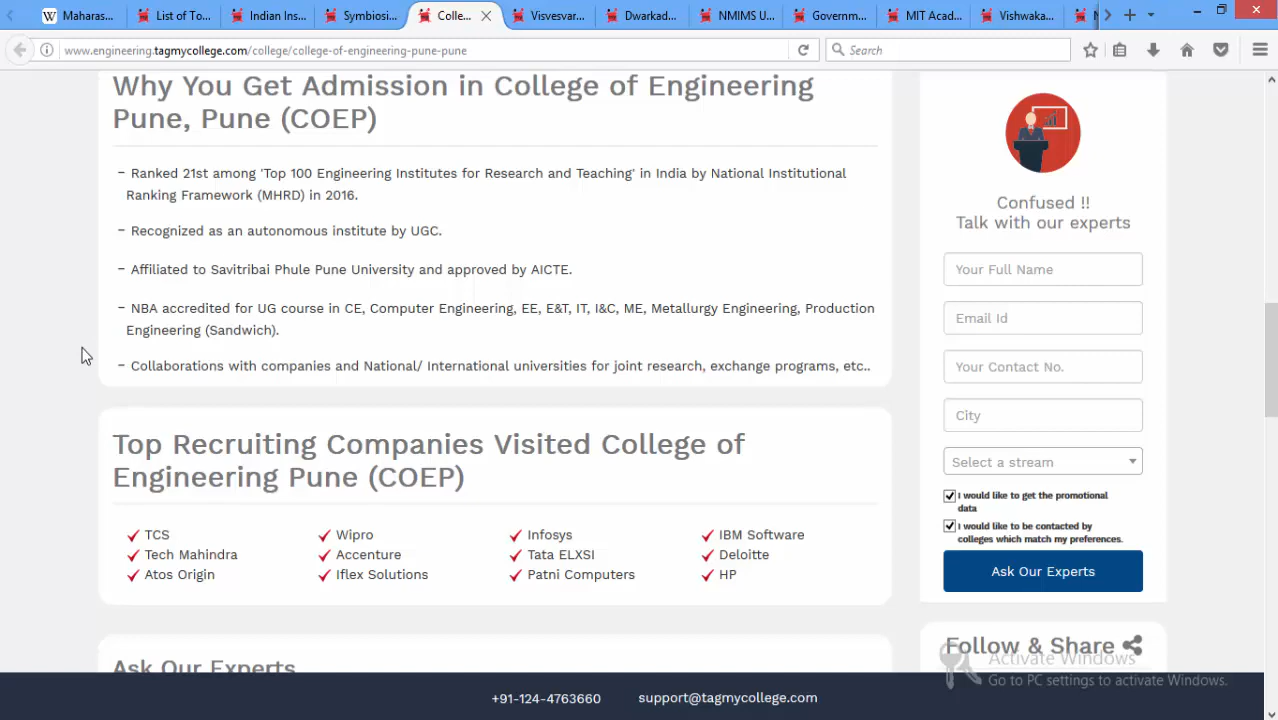 Maharas...
List of To...
Indian Ins...
Symbiosi...
Colle...
Visvesvar...
Dwarkad...
NMIMS U...
Governm...
MIT Acad...
Vishwaka...
www.engineering.tagmycollege.com/college/college-of-engineering-pune-pune
Search
Why You Get Admission in College of Engineering
Pune, Pune (COEP)
– Ranked 21st among 'Top 100 Engineering Institutes for Research and Teaching' in India by National Institutional
Ranking Framework (MHRD) in 2016.
– Recognized as an autonomous institute by UGC.
– Affiliated to Savitribai Phule Pune University and approved by AICTE.
– NBA accredited for UG course in CE, Computer Engineering, EE, E&T, IT, I&C, ME, Metallurgy Engineering, Production
Engineering (Sandwich).
– Collaborations with companies and National/ International universities for joint research, exchange programs, etc..
Top Recruiting Companies Visited College of
Engineering Pune (COEP)
TCS Wipro Infosys IBM Software
Tech Mahindra Accenture Tata ELXSI Deloitte
Atos Origin Iflex Solutions Patni Computers HP
Ask Our Experts
Confused !!
Talk with our experts
Your Full Name
Email Id
Your Contact No.
City
Select a stream
I would like to get the promotional
data
I would like to be contacted by
colleges which match my preferences.
Ask Our Experts
Follow & Share
Activate Windows
Go to PC settings to activate Windows.
+91-124-4763660 support@tagmycollege.com